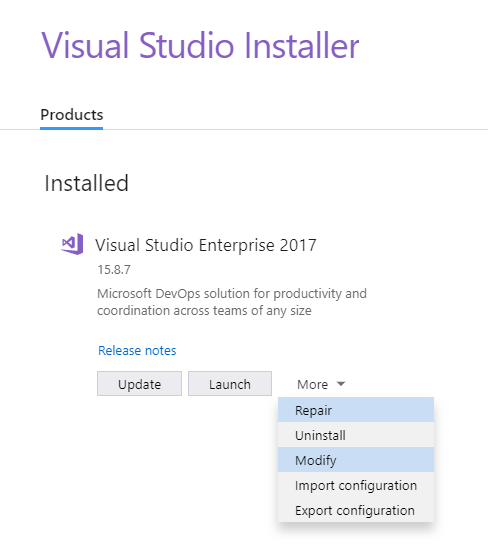 Visual Studio Installer
Products
Installed
Visual Studio Enterprise 2017
15.8.7
Microsoft DevOps solution for productivity and
coordination across teams of any size
Release notes
Update Launch More
Repair
Uninstall
Modify
Import configuration
Export configuration